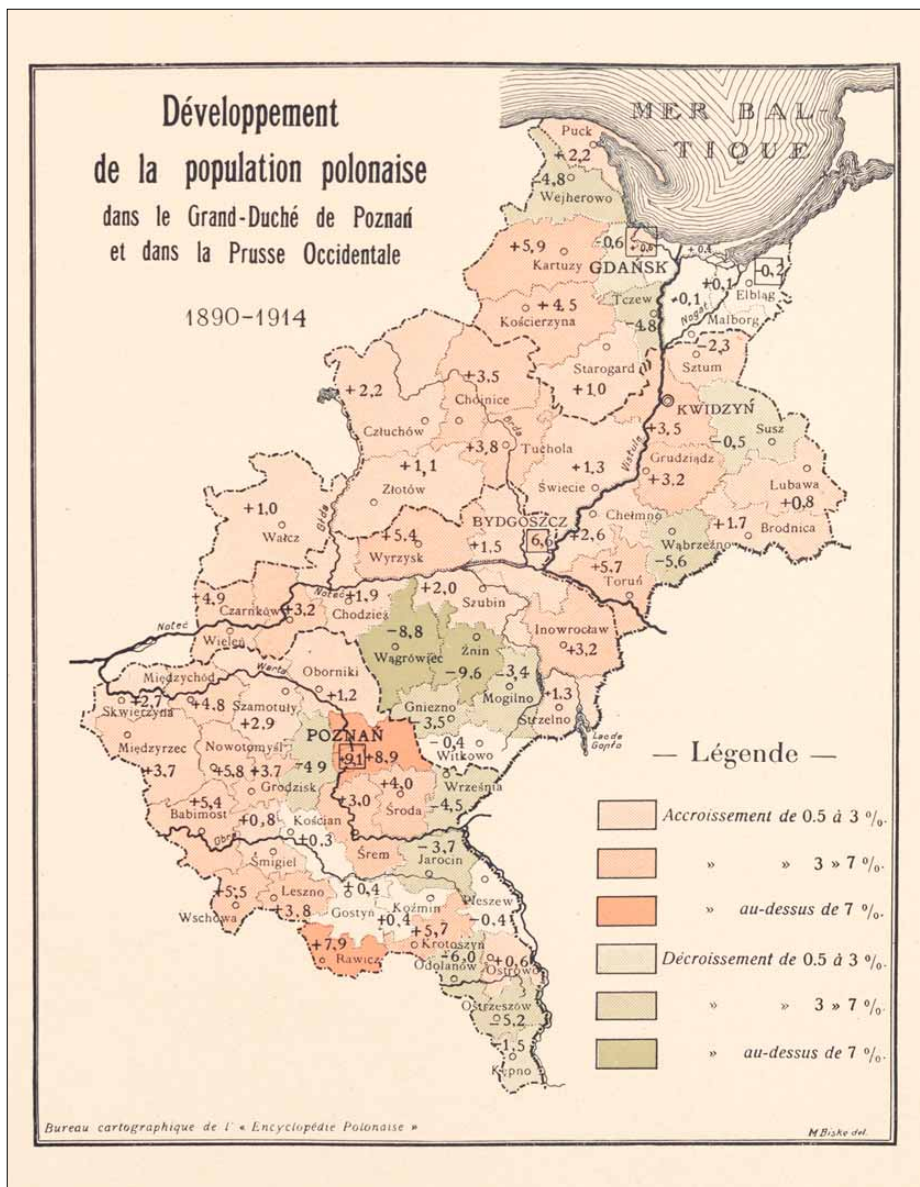 Développement
de la population polonaise
dans le Grand-Duché de Poznań
et dans la Prusse Occidentale
1890-1914
MER BAL-
-TIQUE
Puck
+2,2
-4,8
Wejherowo
+5,9
Kartuzy
-0,6
GDAŃSK
+4,5
Kościerzyna
Tczew
-4,8
+0,4
+0,1
-0,2
Elbląg
+0,1
Nogat
Malborg
-2,3
Sztum
Starogard
+1,0
+2,2
+3,5
Chojnice
Człuchów
KWIDZYŃ
+3,5
-0,5
Susz
+3,8
Brda
Tuchola
Vistule
Grudziądz
+3,2
Lubawa
+0,8
+1,1
Złotów
+1,3
Świecie
+1,0
Wałcz
BYDGOSZCZ
6,6
+5,4
Wyrzysk
+1,5
Chełmno
+2,6
Wąbrzeźno
-5,6
+1,7
Brodnica
+5,7
Toruń
+4,9
Czarnków
+3,2
Noteć
+1,9
Chodzież
+2,0
Szubin
Noteć
Wieleń
Inowrocław
+3,2
-8,8
Wągrówiec
Żnin
-9,6
Międzychód
Warta
Oborniki
+1,2
-3,4
Mogilno
Skwierzyna
+2,7
+4,8
Szamotuły
+2,9
Gniezno
-3,5
+1,3
Strzelno
Lac de
Gopło
POZNAŃ
+9,1
+8,9
-0,4
Witkowo
Międzyrzec
+3,7
Nowotomyśl
+5,8
+3,7
Grodzisk
-4,9
+4,0
Środa
+3,0
Września
-4,5
+5,4
Babimost
+0,8
Obra
Kościan
+0,3
Śrem
-3,7
Jarocin
Śmigiel
+5,5
Wschowa
Leszno
+3,8
+0,4
Gostyń
Koźmin
+0,4
Pleszew
-0,41
+5,7
Krotoszyn
+7,9
Rawicz
-6,0
Odolanów
+0,6
Ostrowo
Ostrzeszów
-5,2
-1,5
Kępno
— Légende —
Accroissement de 0.5 à 3 %.
» » 3 » 7 %.
» au-dessus de 7 %.
Décroissement de 0.5 à 3 %.
» » 3 » 7 %.
» au-dessus de 7 %.
Bureau cartographique de l' « Encyclopédie Polonaise »
M Biske del.